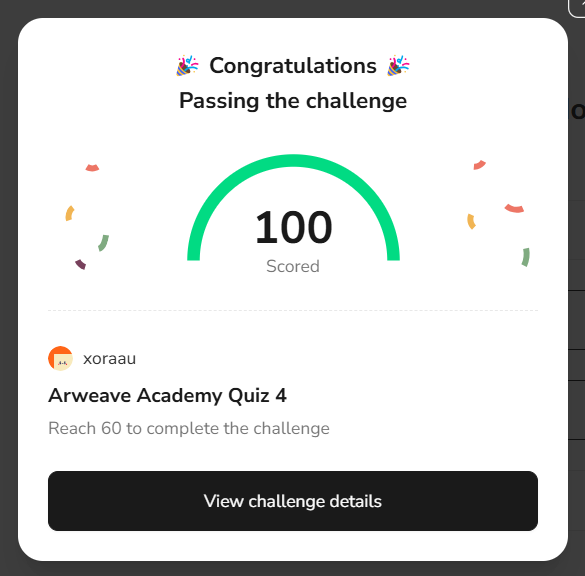 🎉 Congratulations 🎉
Passing the challenge
100
Scored
xoraau
Arweave Academy Quiz 4
Reach 60 to complete the challenge
View challenge details